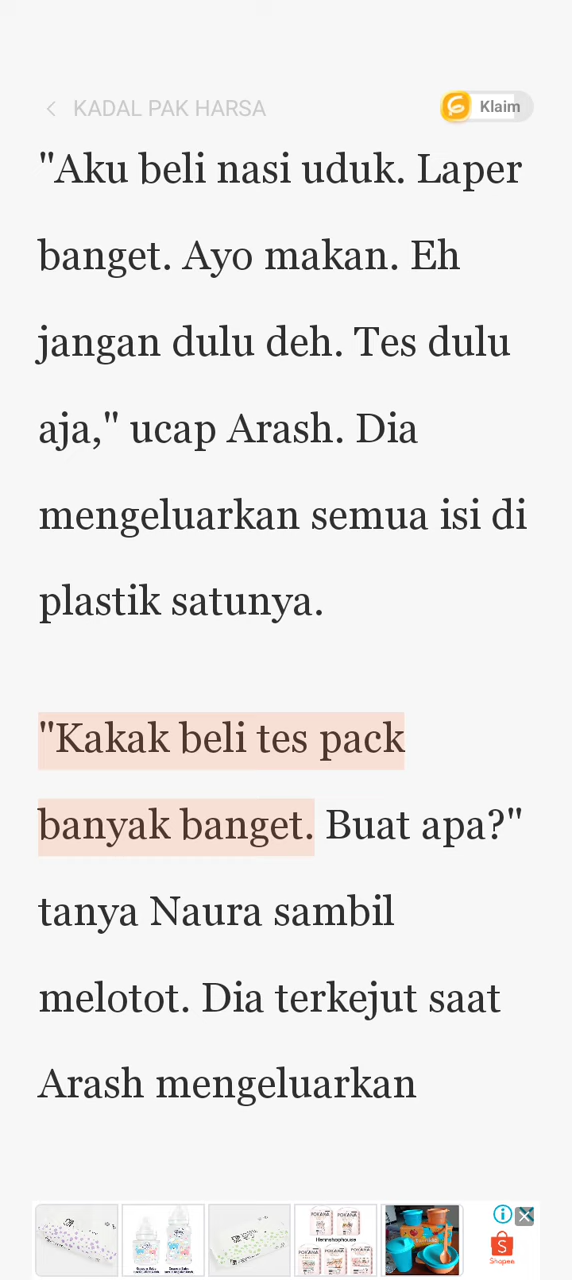 KADAL PAK HARSA
Klaim
"Aku beli nasi uduk. Laper
banget. Ayo makan. Eh
jangan dulu deh. Tes dulu
aja," ucap Arash. Dia
mengeluarkan semua isi di
plastik satunya.
"Kakak beli tes pack
banyak banget. Buat apa?"
tanya Naura sambil
melotot. Dia terkejut saat
Arash mengeluarkan
Shopee